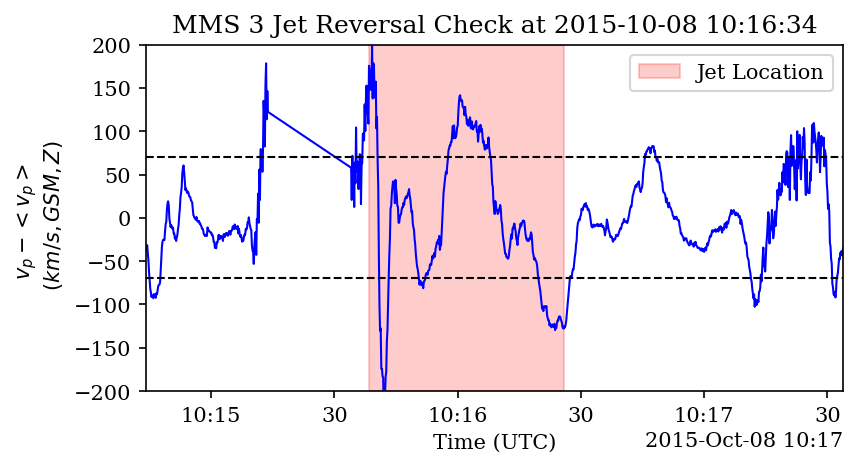 MMS 3 Jet Reversal Check at 2015-10-08 10:16:34
Jet Location
v_p − < v_p >
(km/s, GSM, Z)
200
150
100
50
0
−50
−100
−150
−200
10:15 30 10:16 30 10:17 30
Time (UTC)
2015-Oct-08 10:17